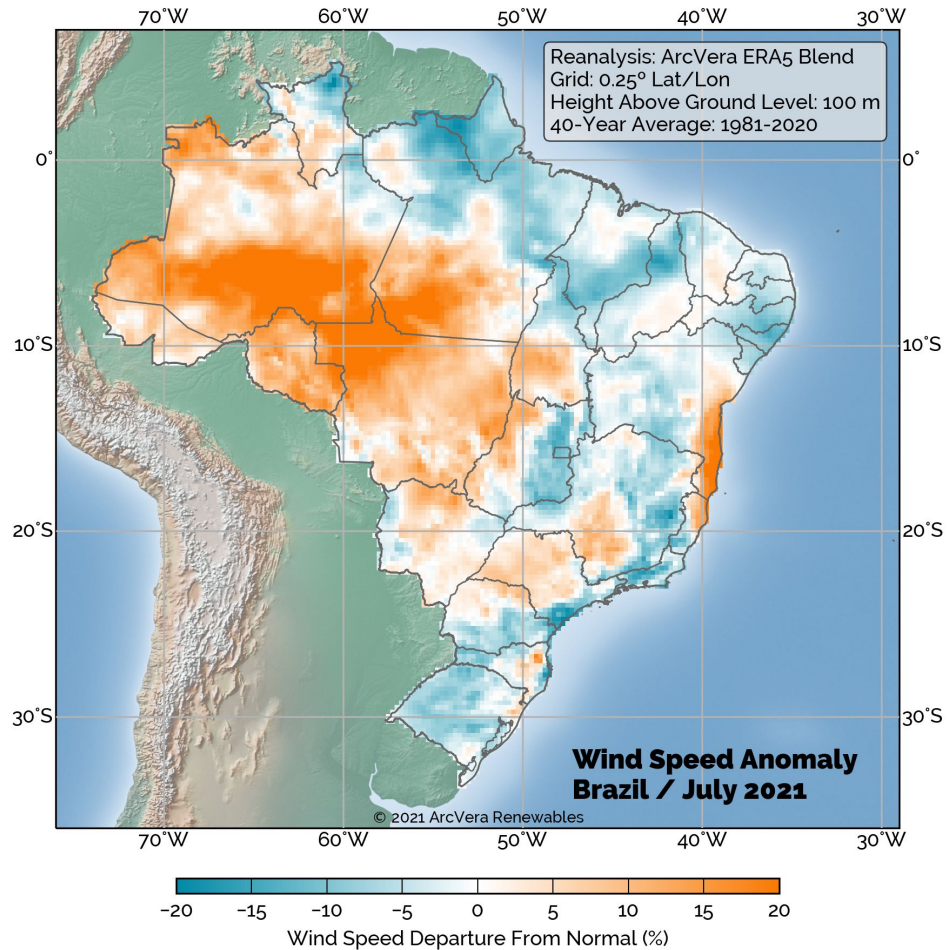 70°W 60°W 50°W 40°W 30°W
Reanalysis: ArcVera ERA5 Blend
Grid: 0.25º Lat/Lon
Height Above Ground Level: 100 m
40-Year Average: 1981-2020
0° 0°
10°S 10°S
20°S 20°S
30°S 30°S
Wind Speed Anomaly
Brazil / July 2021
© 2021 ArcVera Renewables
70°W 60°W 50°W 40°W 30°W
−20 −15 −10 −5 0 5 10 15 20
Wind Speed Departure From Normal (%)